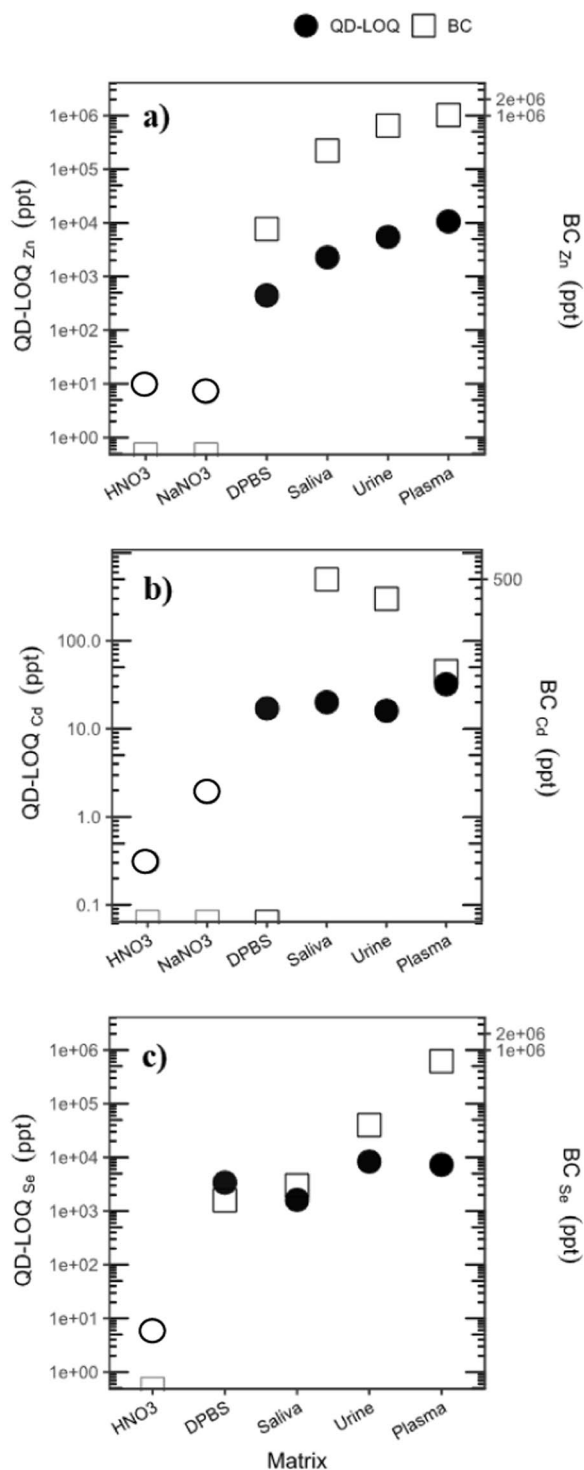 QD-LOQ BC
a)
QD-LOQ Zn (ppt)
1e+06
1e+05
1e+04
1e+03
1e+02
1e+01
1e+00
2e+06
1e+06
BC Zn (ppt)
HNO3 NaNO3 DPBS Saliva Urine Plasma
b)
QD-LOQ Cd (ppt)
100.0
10.0
1.0
0.1
500
BC Cd (ppt)
HNO3 NaNO3 DPBS Saliva Urine Plasma
c)
QD-LOQ Se (ppt)
1e+06
1e+05
1e+04
1e+03
1e+02
1e+01
1e+00
2e+06
1e+06
BC Se (ppt)
HNO3 DPBS Saliva Urine Plasma
Matrix